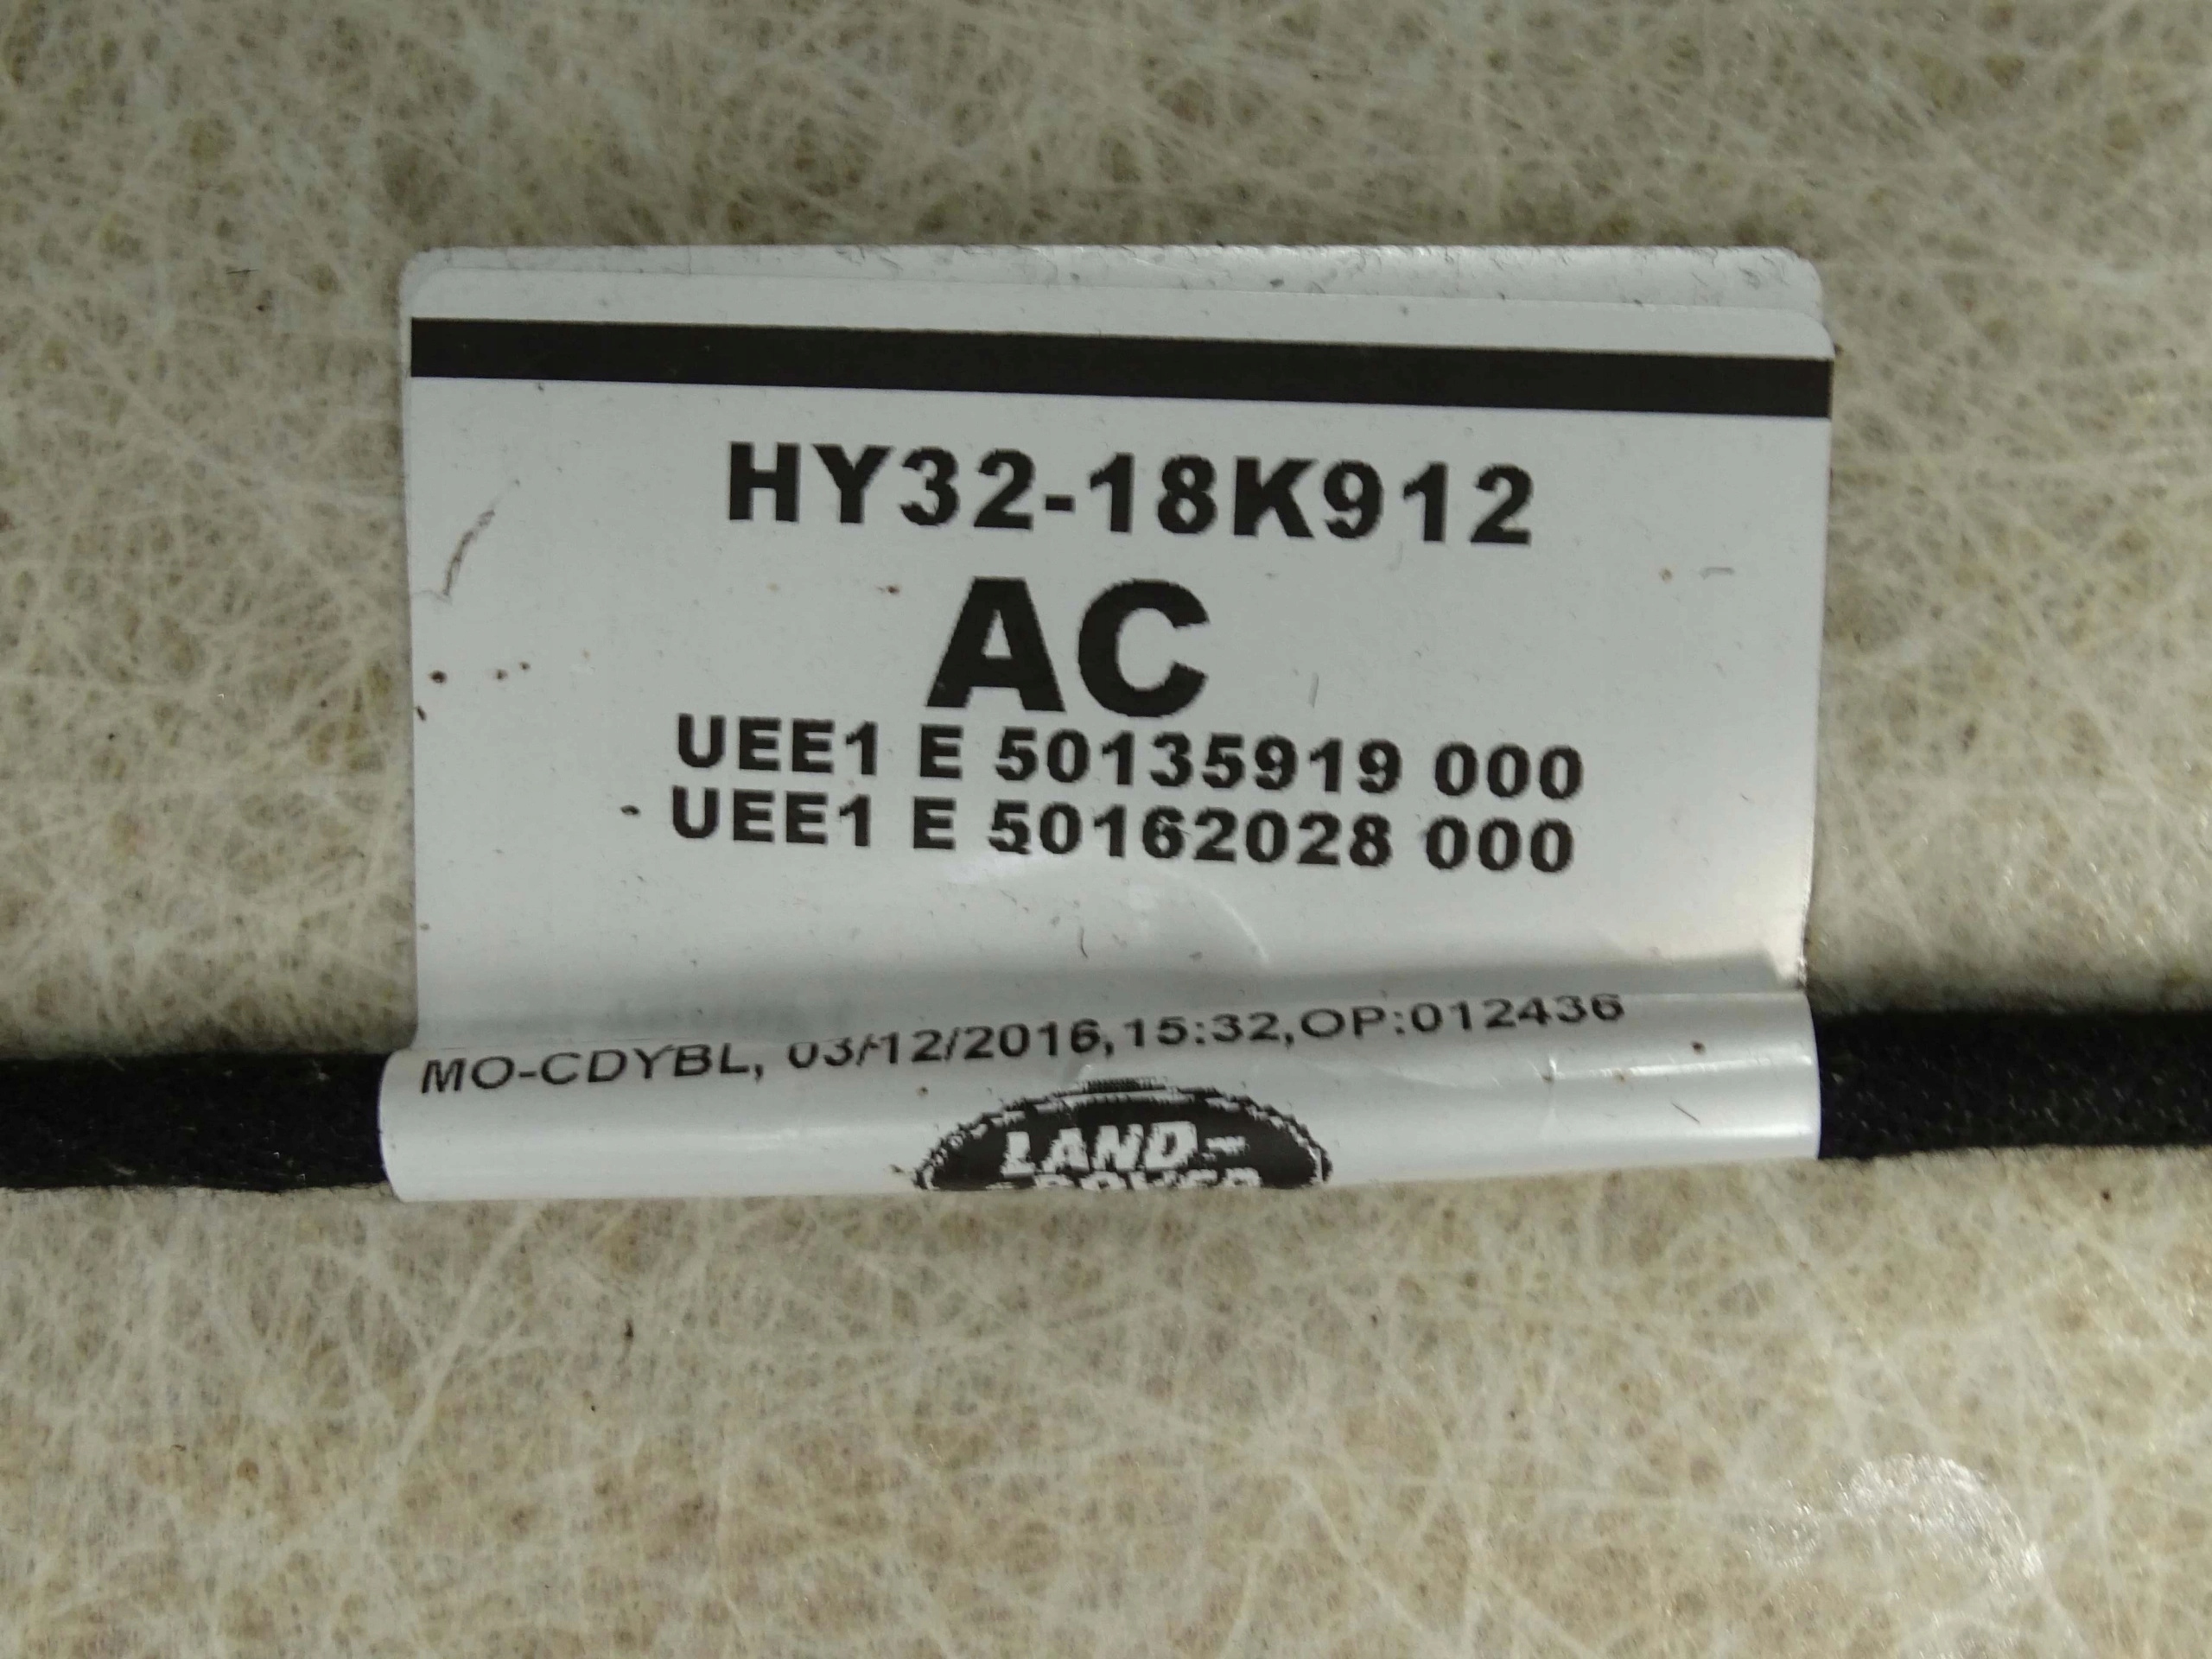 HY32-18K912
AC
UEE1 E 50135919 000
UEE1 E 50162028 000
MO-CDYBL, 03/12/2016,15:32,OP:012436
LAND-
ROVER